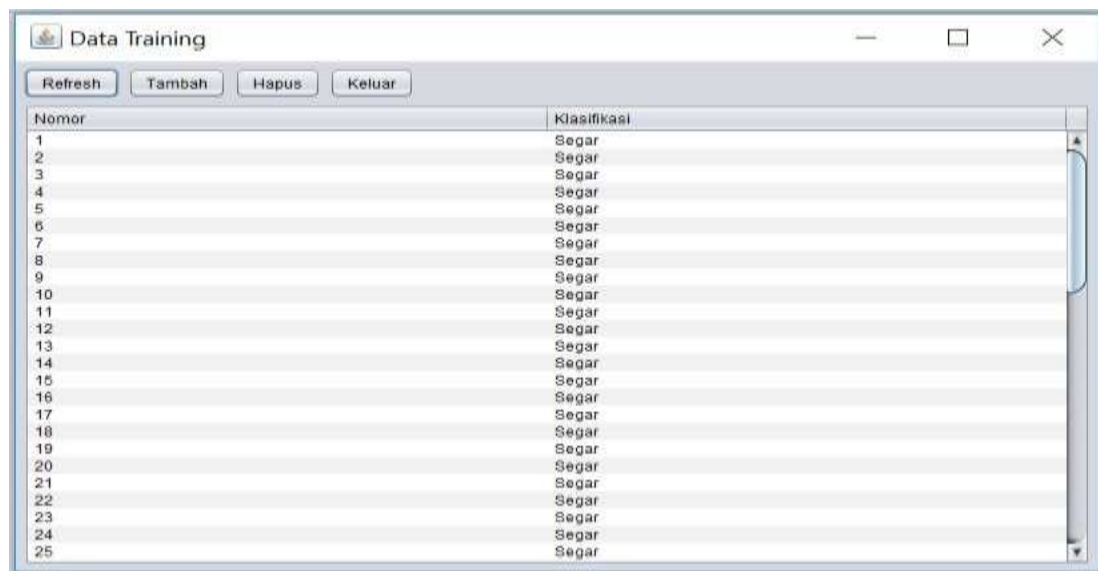 Data Training
Refresh Tambah Hapus Keluar
Nomor Klasifikasi
1 Segar
2 Segar
3 Segar
4 Segar
5 Segar
6 Segar
7 Segar
8 Segar
9 Segar
10 Segar
11 Segar
12 Segar
13 Segar
14 Segar
15 Segar
16 Segar
17 Segar
18 Segar
19 Segar
20 Segar
21 Segar
22 Segar
23 Segar
24 Segar
25 Segar